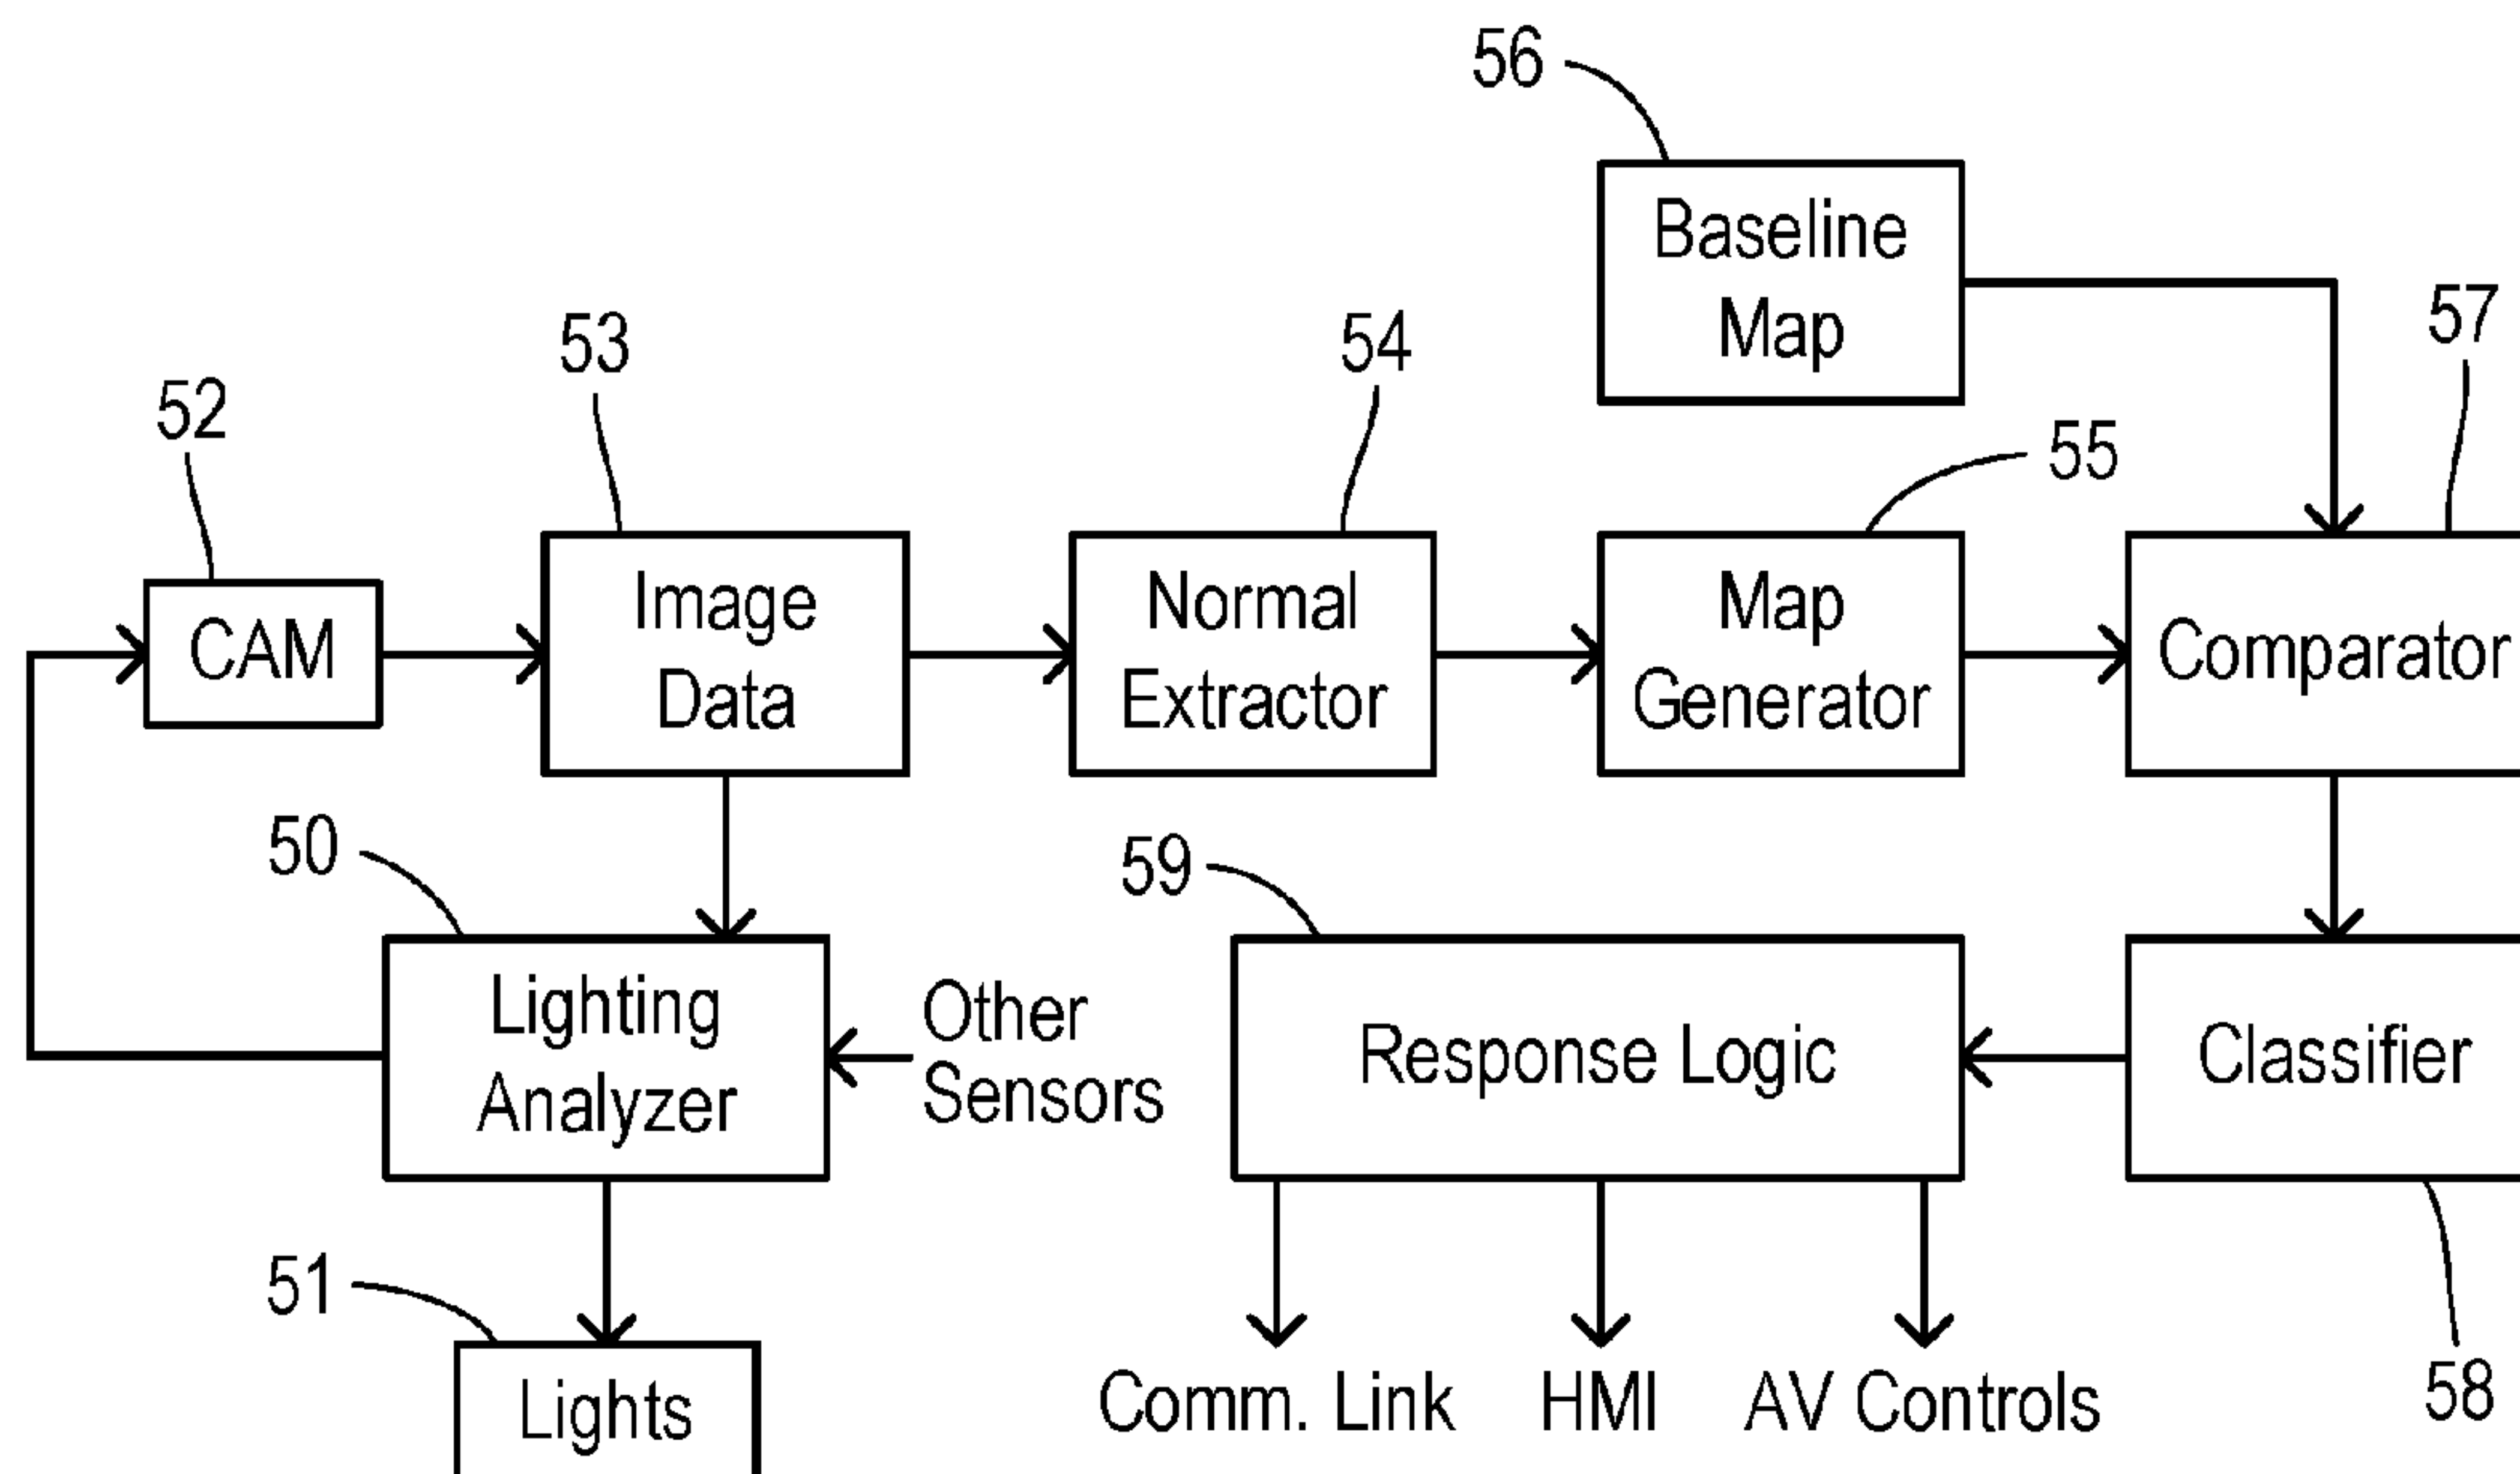 56
Baseline
Map
57
53
54
52
55
Image
Data
Normal
Extractor
Map
Generator
CAM
Comparator
50
59
Lighting
Analyzer
Other
Sensors
Response Logic
Classifier
51
58
Lights
Comm. Link
HMI
AV Controls